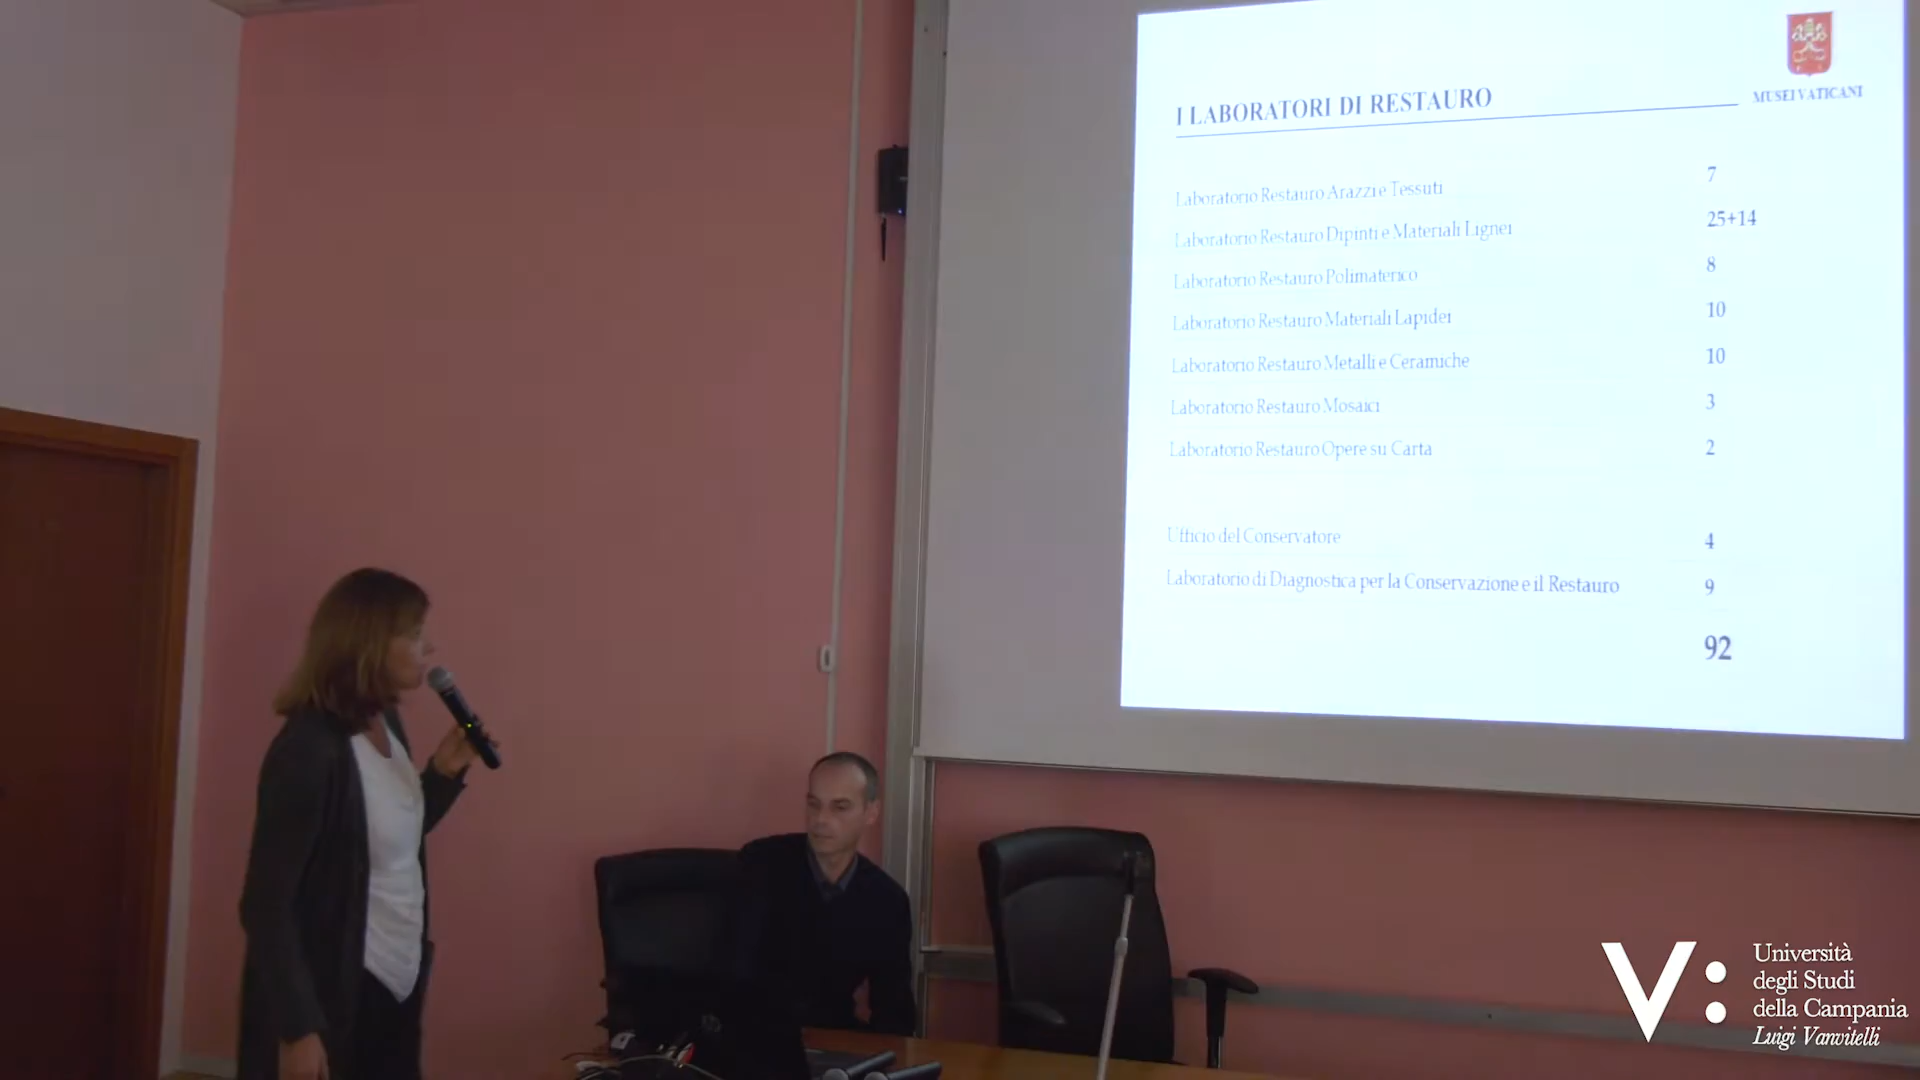 MUSEI VATICANI
I LABORATORI DI RESTAURO
Laboratorio Restauro Arazzi e Tessuti 7
Laboratorio Restauro Dipinti e Materiali Lignei 25+14
Laboratorio Restauro Polimaterico 8
Laboratorio Restauro Materiali Lapidei 10
Laboratorio Restauro Metalli e Ceramiche 10
Laboratorio Restauro Mosaici 3
Laboratorio Restauro Opere su Carta 2
Ufficio del Conservatore 4
Laboratorio di Diagnostica per la Conservazione e il Restauro 9
92
V:
Università
degli Studi
della Campania
Luigi Vanvitelli